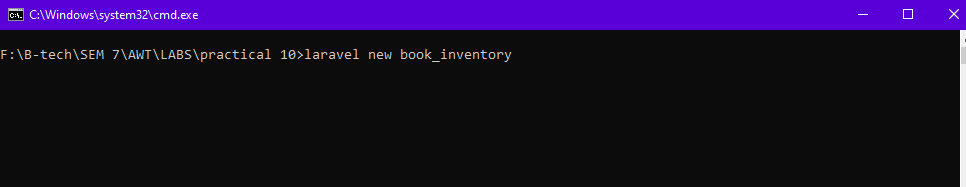 C:\Windows\system32\cmd.exe
F:\B-tech\SEM 7\AWT\LABS\practical 10>laravel new book_inventory